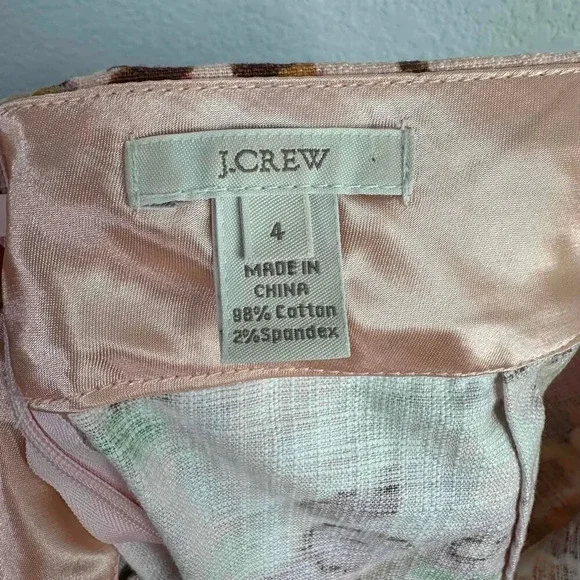 J.CREW
4
MADE IN
CHINA
98% Cotton
2%Spandex